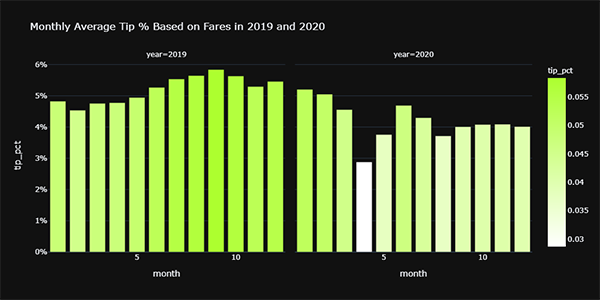 Monthly Average Tip % Based on Fares in 2019 and 2020
year=2019
year=2020
tip_pct
6%
5%
4%
3%
2%
1%
0%
tip_pct
5
10
5
10
month
month
0.055
0.05
0.045
0.04
0.035
0.03